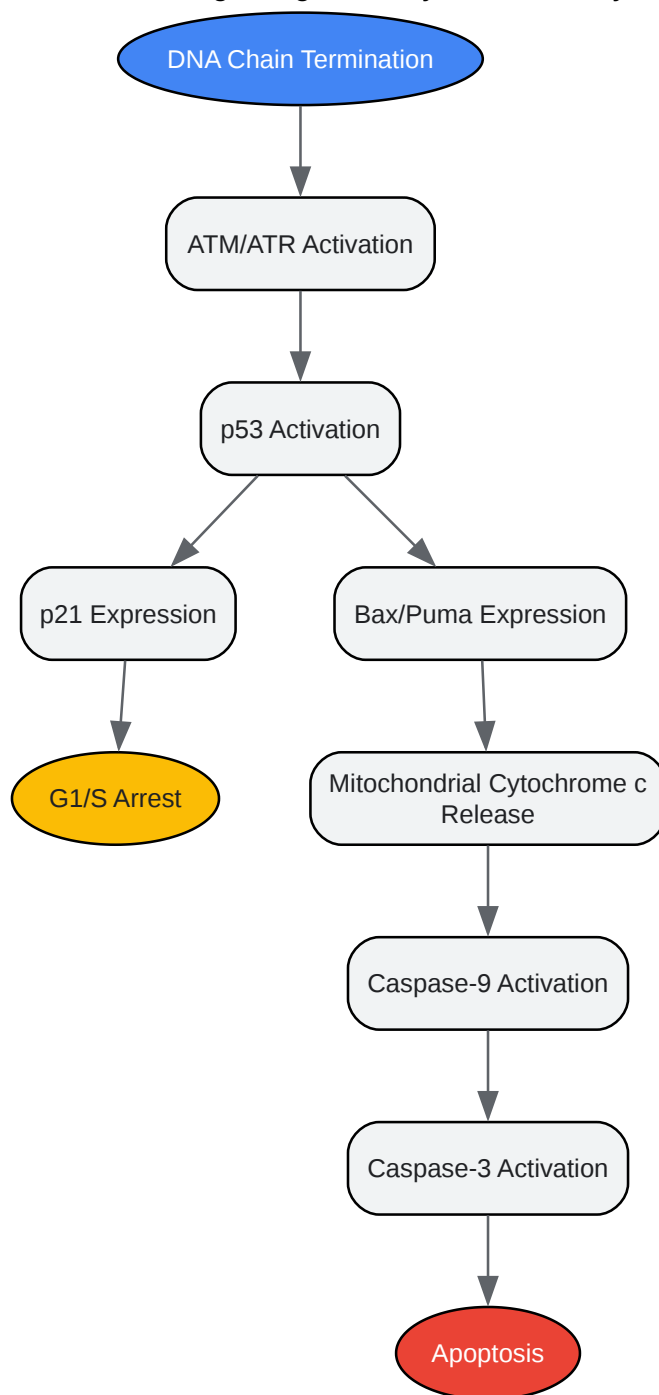 DNA Chain Termination
ATM/ATR Activation
p53 Activation
p21 Expression
Bax/Puma Expression
G1/S Arrest
Mitochondrial Cytochrome c
Release
Caspase-9 Activation
Caspase-3 Activation
Apoptosis